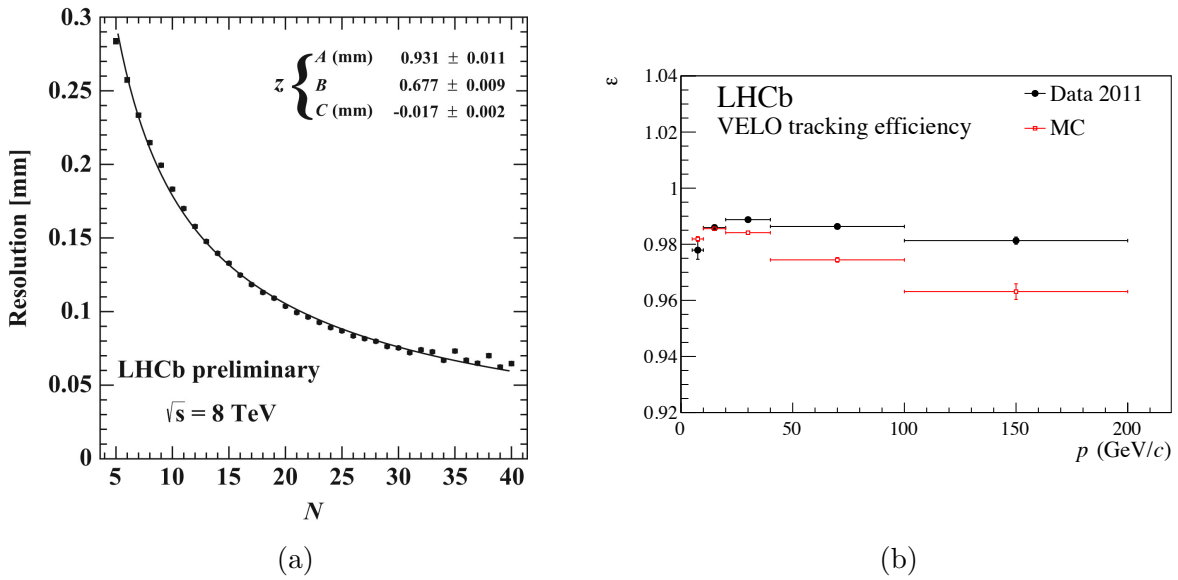 0.3
0.25
0.2
0.15
0.1
0.05
0
Resolution [mm]
z { A (mm) 0.931 ± 0.011
B 0.677 ± 0.009
C (mm) -0.017 ± 0.002
LHCb preliminary
√s = 8 TeV
5 10 15 20 25 30 35 40
N
(a)
ε
1.04
1.02
1
0.98
0.96
0.94
0.92
LHCb
VELO tracking efficiency
Data 2011
MC
0 50 100 150 200
p (GeV/c)
(b)